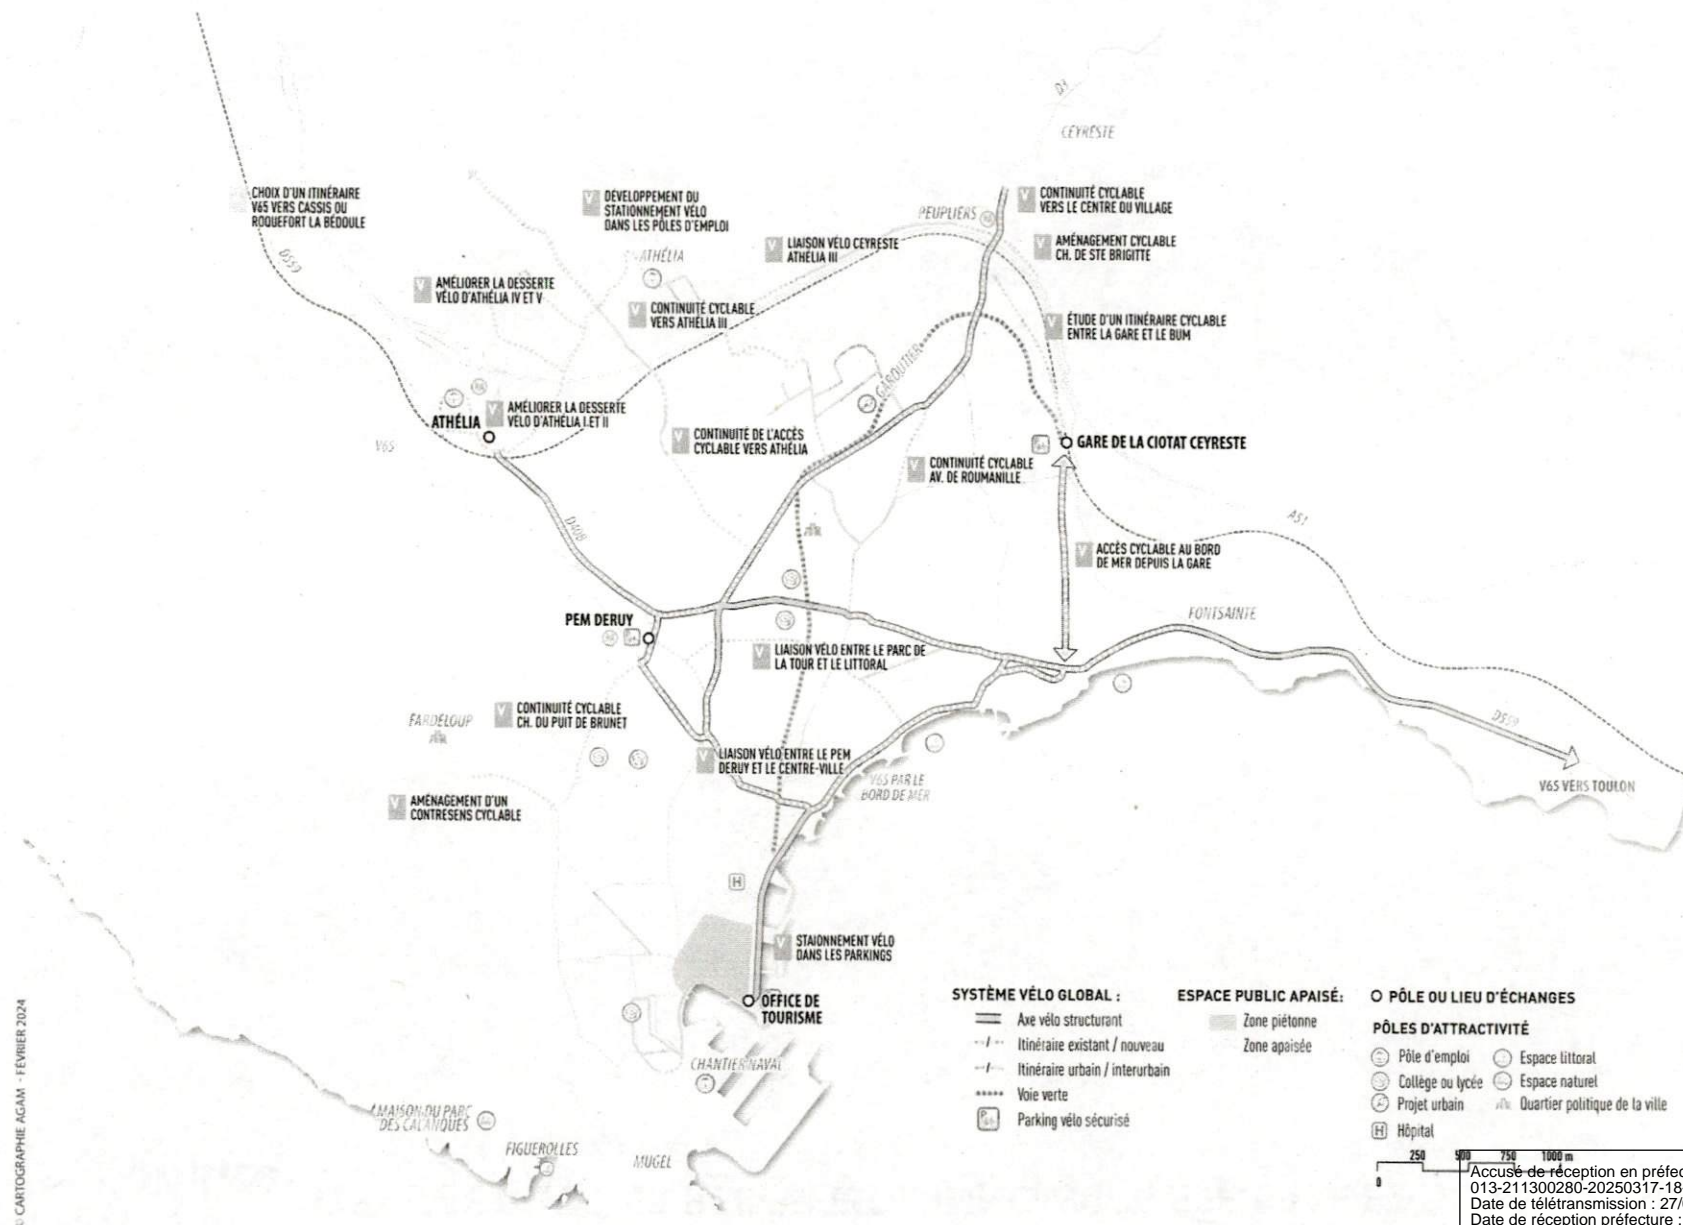 D3
CEYRESTE
CHOIX D'UN ITINÉRAIRE
V65 VERS CASSIS OU
ROQUEFORT LA BÉDOULE
DÉVELOPPEMENT DU
STATIONNEMENT VÉLO
DANS LES PÔLES D'EMPLOI
CONTINUITÉ CYCLABLE
VERS LE CENTRE DU VILLAGE
PEUPLIERS
LIAISON VÉLO CEYRESTE
ATHÉLIA III
AMÉNAGEMENT CYCLABLE
CH. DE STE BRIGITTE
ATHÉLIA
D559
AMÉLIORER LA DESSERTE
VÉLO D'ATHÉLIA IV ET V
CONTINUITÉ CYCLABLE
VERS ATHÉLIA III
ÉTUDE D'UN ITINÉRAIRE CYCLABLE
ENTRE LA GARE ET LE BUM
GAROUTIER
ATHÉLIA
AMÉLIORER LA DESSERTE
VÉLO D'ATHÉLIA I ET II
V65
CONTINUITÉ DE L'ACCÈS
CYCLABLE VERS ATHÉLIA
GARE DE LA CIOTAT CEYRESTE
CONTINUITÉ CYCLABLE
AV. DE ROUMANILLE
D40B
A51
ACCÈS CYCLABLE AU BORD
DE MER DEPUIS LA GARE
FONTSAINTE
PEM DERUY
LIAISON VÉLO ENTRE LE PARC DE
LA TOUR ET LE LITTORAL
FARDELOUP
CONTINUITÉ CYCLABLE
CH. DU PUIT DE BRUNET
D559
LIAISON VÉLO ENTRE LE PEM
DERUY ET LE CENTRE-VILLE
V65 PAR LE
BORD DE MER
V65 VERS TOULON
AMÉNAGEMENT D'UN
CONTRESENS CYCLABLE
H
STAIONNEMENT VÉLO
DANS LES PARKINGS
OFFICE DE
TOURISME
CHANTIER NAVAL
MAISON DU PARC
DES CALANQUES
FIGUEROLLES
MUGEL
SYSTÈME VÉLO GLOBAL :
Axe vélo structurant
Itinéraire existant / nouveau
Itinéraire urbain / interurbain
Voie verte
Parking vélo sécurisé
ESPACE PUBLIC APAISÉ:
Zone piétonne
Zone apaisée
PÔLE OU LIEU D'ÉCHANGES
PÔLES D'ATTRACTIVITÉ
Pôle d'emploi
Espace littoral
Collège ou lycée
Espace naturel
Projet urbain
Quartier politique de la ville
H Hôpital
250 500 750 1000 m
0
© CARTOGRAPHIE AGAM - FÉVRIER 2024
Accusé de réception en préfec
013-211300280-20250317-18
Date de télétransmission : 27/
Date de réception préfecture :